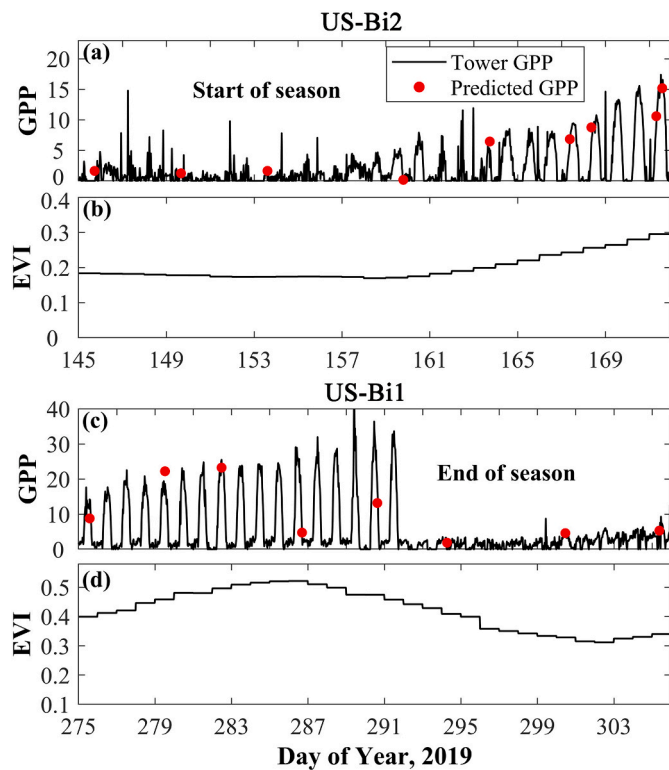 US-Bi2
(a)
Start of season
Tower GPP
Predicted GPP
GPP
20
15
10
5
0
(b)
EVI
0.4
0.3
0.2
0.1
0
145 149 153 157 161 165 169
US-Bi1
(c)
End of season
GPP
40
30
20
10
0
(d)
EVI
0.5
0.4
0.3
0.2
0.1
275 279 283 287 291 295 299 303
Day of Year, 2019